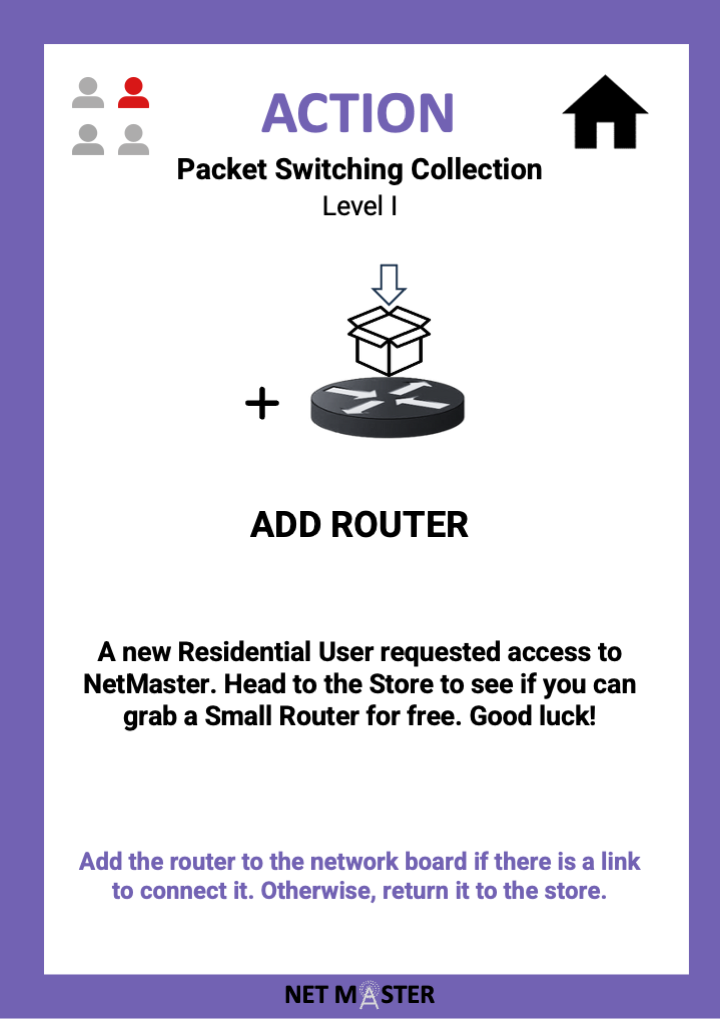 ACTION
Packet Switching Collection
Level I
+
ADD ROUTER
A new Residential User requested access to
NetMaster. Head to the Store to see if you can
grab a Small Router for free. Good luck!
Add the router to the network board if there is a link
to connect it. Otherwise, return it to the store.
NET MASTER